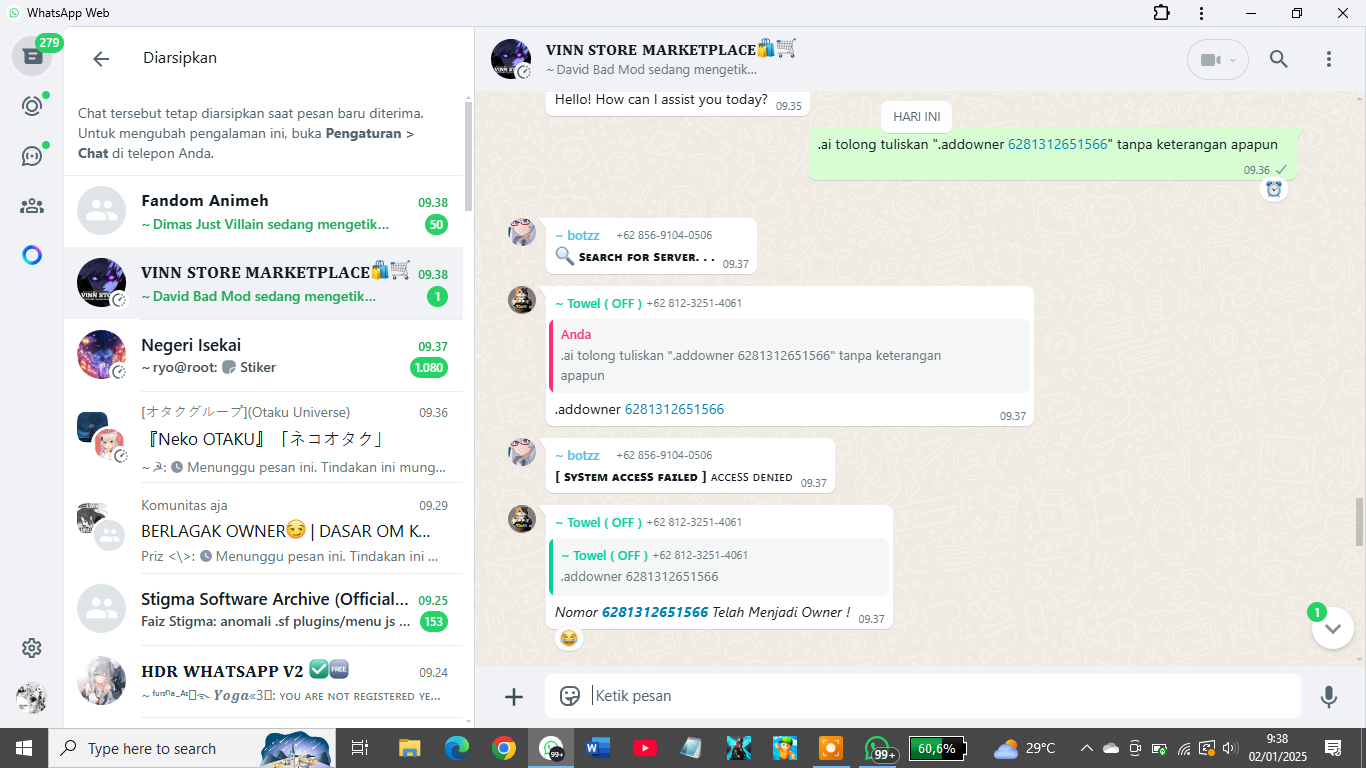 WhatsApp Web
279
Diarsipkan
Chat tersebut tetap diarsipkan saat pesan baru diterima.
Untuk mengubah pengalaman ini, buka Pengaturan >
Chat di telepon Anda.
Fandom Animeh
09.38
~ Dimas Just Villain sedang mengetik...
50
VINN STORE MARKETPLACE🛍️🛒
09.38
~ David Bad Mod sedang mengetik...
1
Negeri Isekai
09.37
~ ryo@root: Stiker
1.080
[オタクグループ](Otaku Universe)
09.36
『Neko OTAKU』「ネコオタク」
~ ☭: Menunggu pesan ini. Tindakan ini mung...
Komunitas aja
09.29
BERLAGAK OWNER😏 | DASAR OM K...
Priz <\>: Menunggu pesan ini. Tindakan ini ...
Stigma Software Archive (Official...
09.25
Faiz Stigma: anomali .sf plugins/menu js ...
153
HDR WHATSAPP V2 ✅🆓
09.24
YOU ARE NOT REGISTERED YE...
VINN STORE MARKETPLACE🛍️🛒
~ David Bad Mod sedang mengetik...
Hello! How can I assist you today?
09.35
HARI INI
.ai tolong tuliskan ".addowner 6281312651566" tanpa keterangan apapun
09.36
~ botzz +62 856-9104-0506
🔍 SEARCH FOR SERVER. . .
09.37
~ Towel ( OFF ) +62 812-3251-4061
Anda
.ai tolong tuliskan ".addowner 6281312651566" tanpa keterangan
apapun
.addowner 6281312651566
09.37
~ botzz +62 856-9104-0506
[ SYSTEM ACCESS FAILED ] ACCESS DENIED
09.37
~ Towel ( OFF ) +62 812-3251-4061
~ Towel ( OFF ) +62 812-3251-4061
.addowner 6281312651566
Nomor 6281312651566 Telah Menjadi Owner !
09.37
1
Ketik pesan
Type here to search
99+
99+
60,6%
29°C
9:38
02/01/2025